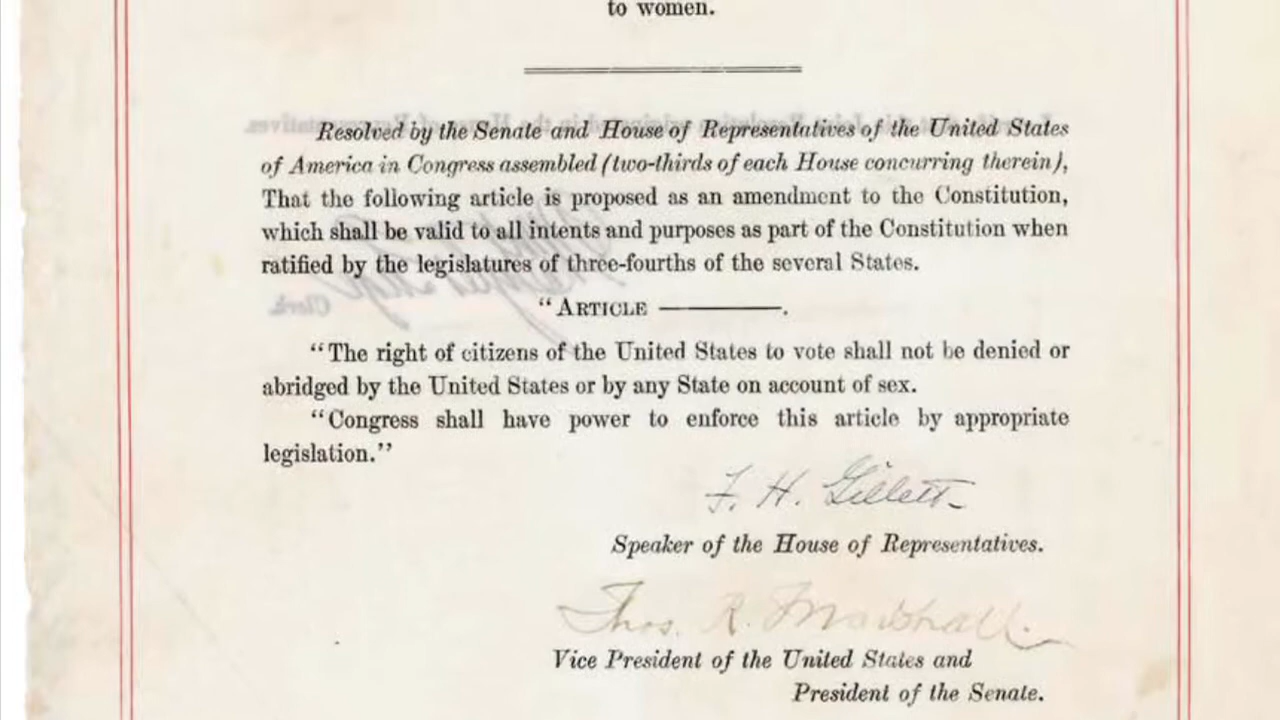 to women.
Resolved by the Senate and House of Representatives of the United States
of America in Congress assembled (two-thirds of each House concurring therein),
That the following article is proposed as an amendment to the Constitution,
which shall be valid to all intents and purposes as part of the Constitution when
ratified by the legislatures of three-fourths of the several States.
“ARTICLE ————.
“The right of citizens of the United States to vote shall not be denied or
abridged by the United States or by any State on account of sex.
“Congress shall have power to enforce this article by appropriate
legislation.”
F. H. Gillett
Speaker of the House of Representatives.
Thos. R. Marshall.
Vice President of the United States and
President of the Senate.